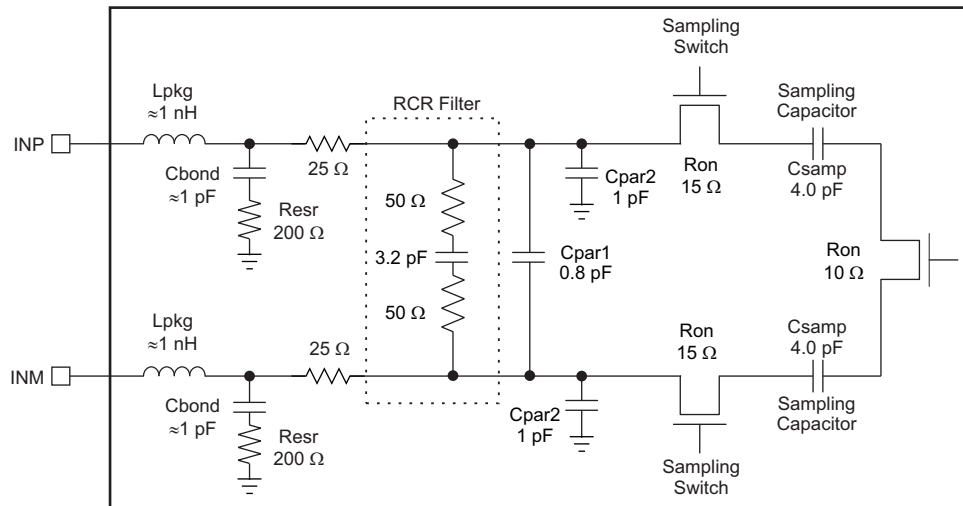 Sampling
Switch
Lpkg
≈1 nH
RCR Filter
Sampling
Capacitor
INP
25 Ω
Cbond
≈1 pF
Resr
200 Ω
50 Ω
3.2 pF
50 Ω
Cpar2
1 pF
Ron
15 Ω
Csamp
4.0 pF
Cpar1
0.8 pF
Ron
10 Ω
Lpkg
≈1 nH
25 Ω
Ron
15 Ω
Csamp
4.0 pF
INM
Cbond
≈1 pF
Resr
200 Ω
Cpar2
1 pF
Sampling
Capacitor
Sampling
Switch